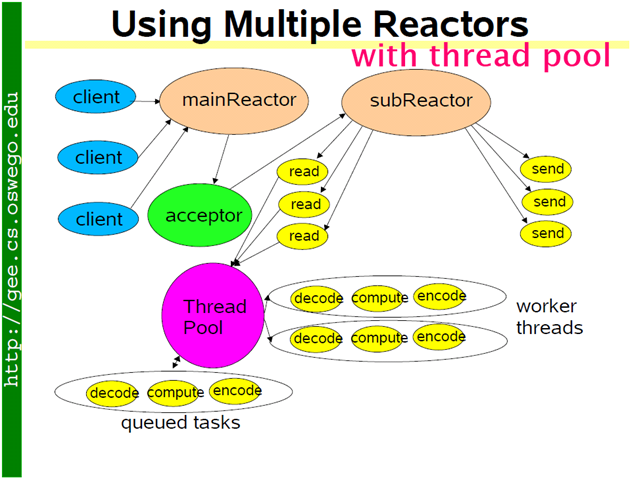 Using Multiple Reactors
with thread pool
http://gee.cs.oswego.edu
client
mainReactor
subReactor
client
client
acceptor
read
read
read
send
send
send
Thread
Pool
decode compute encode
decode compute encode
worker
threads
decode compute encode
queued tasks